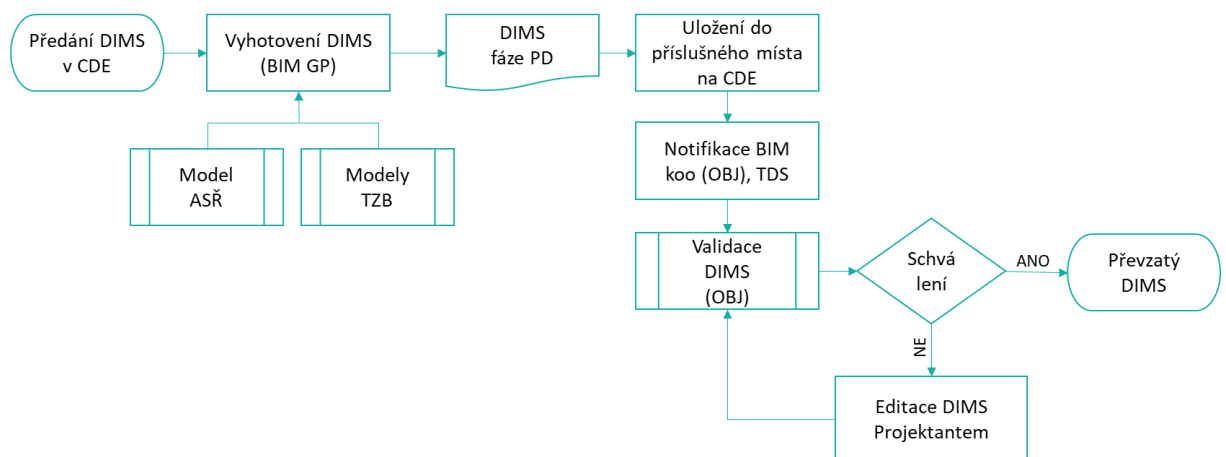 Předání DIMS
v CDE
Vyhotovení DIMS
(BIM GP)
DIMS
fáze PD
Uložení do
příslušného místa
na CDE
Model
ASŘ
Modely
TZB
Notifikace BIM
koo (OBJ), TDS
Validace
DIMS
(OBJ)
Schvá
lení
ANO
Převzatý
DIMS
NE
Editace DIMS
Projektantem